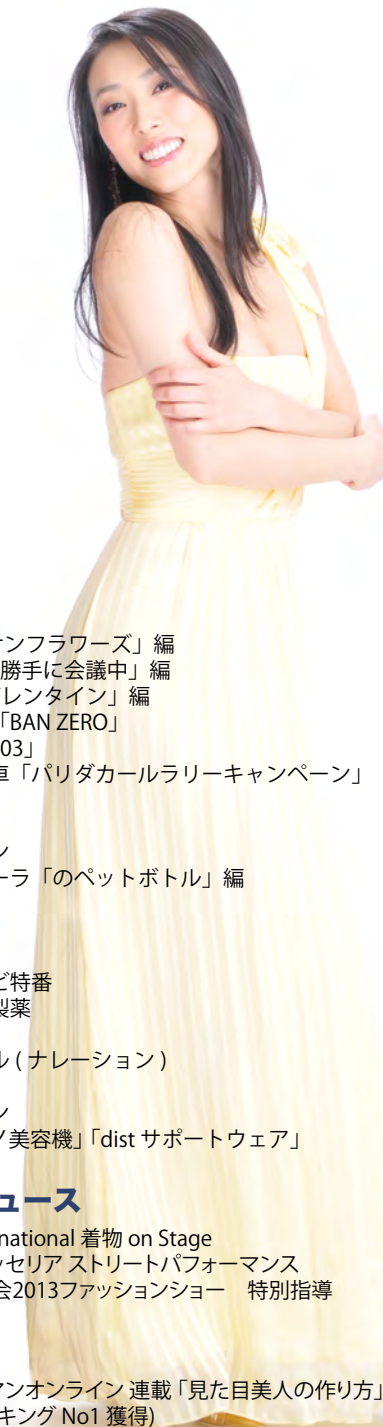 ンフラワーズ」編
勝手に会議中」編
レンタイン」編
「BAN ZERO」
03」
「パリダカールラリーキャンペーン」
ーラ「のペットボトル」編
特番
製薬
ル ( ナレーション )
美容機」「dist サポートウェア」
ュース
national 着物 on Stage
ッセリア ストリートパフォーマンス
会2013ファッションショー　特別指導
マンオンライン 連載「見た目美人の作り方」
キング No1 獲得)